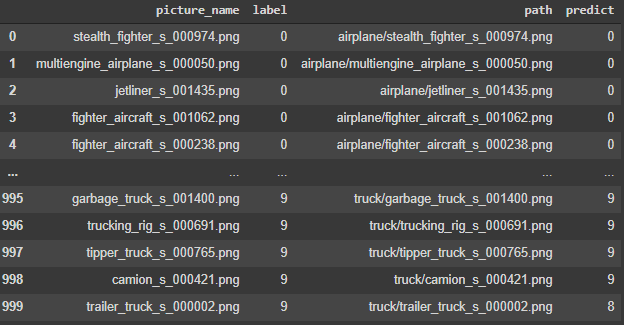 picture_name label path predict
0 stealth_fighter_s_000974.png 0 airplane/stealth_fighter_s_000974.png 0
1 multiengine_airplane_s_000050.png 0 airplane/multiengine_airplane_s_000050.png 0
2 jetliner_s_001435.png 0 airplane/jetliner_s_001435.png 0
3 fighter_aircraft_s_001062.png 0 airplane/fighter_aircraft_s_001062.png 0
4 fighter_aircraft_s_000238.png 0 airplane/fighter_aircraft_s_000238.png 0
... ... ... ... ...
995 garbage_truck_s_001400.png 9 truck/garbage_truck_s_001400.png 9
996 trucking_rig_s_000691.png 9 truck/trucking_rig_s_000691.png 9
997 tipper_truck_s_000765.png 9 truck/tipper_truck_s_000765.png 9
998 camion_s_000421.png 9 truck/camion_s_000421.png 9
999 trailer_truck_s_000002.png 9 truck/trailer_truck_s_000002.png 8